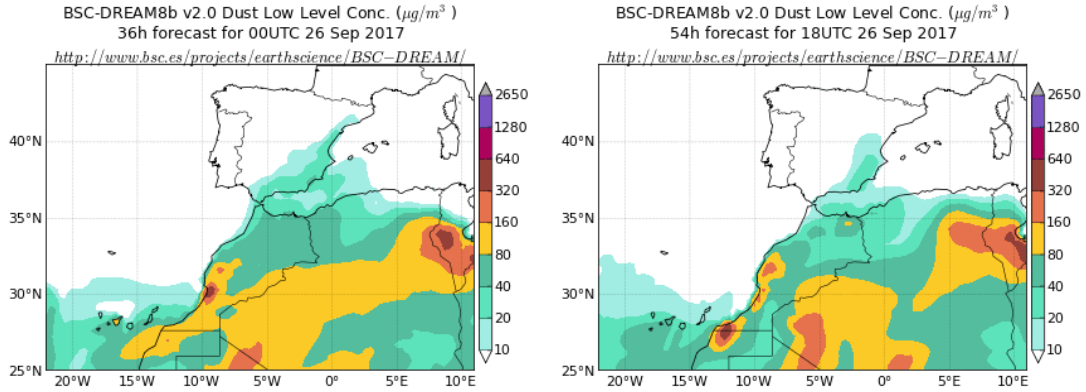 BSC-DREAM8b v2.0 Dust Low Level Conc. (μg/m³ )
36h forecast for 00UTC 26 Sep 2017
http://www.bsc.es/projects/earthscience/BSC−DREAM/
40°N
35°N
30°N
25°N
20°W 15°W 10°W 5°W 0° 5°E 10°E
2650
1280
640
320
160
80
40
20
10
BSC-DREAM8b v2.0 Dust Low Level Conc. (μg/m³ )
54h forecast for 18UTC 26 Sep 2017
http://www.bsc.es/projects/earthscience/BSC−DREAM/
40°N
35°N
30°N
25°N
20°W 15°W 10°W 5°W 0° 5°E 10°E
2650
1280
640
320
160
80
40
20
10